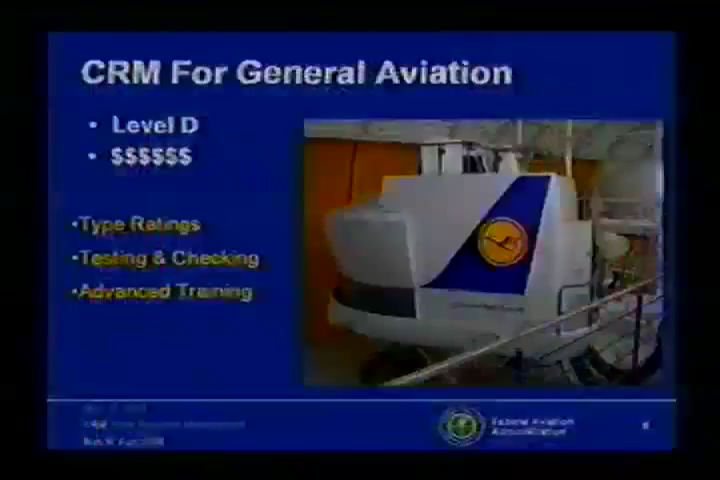 CRM For General Aviation
• Level D
• $$$$$$
•Type Ratings
•Testing & Checking
•Advanced Training
Federal Aviation
Administration